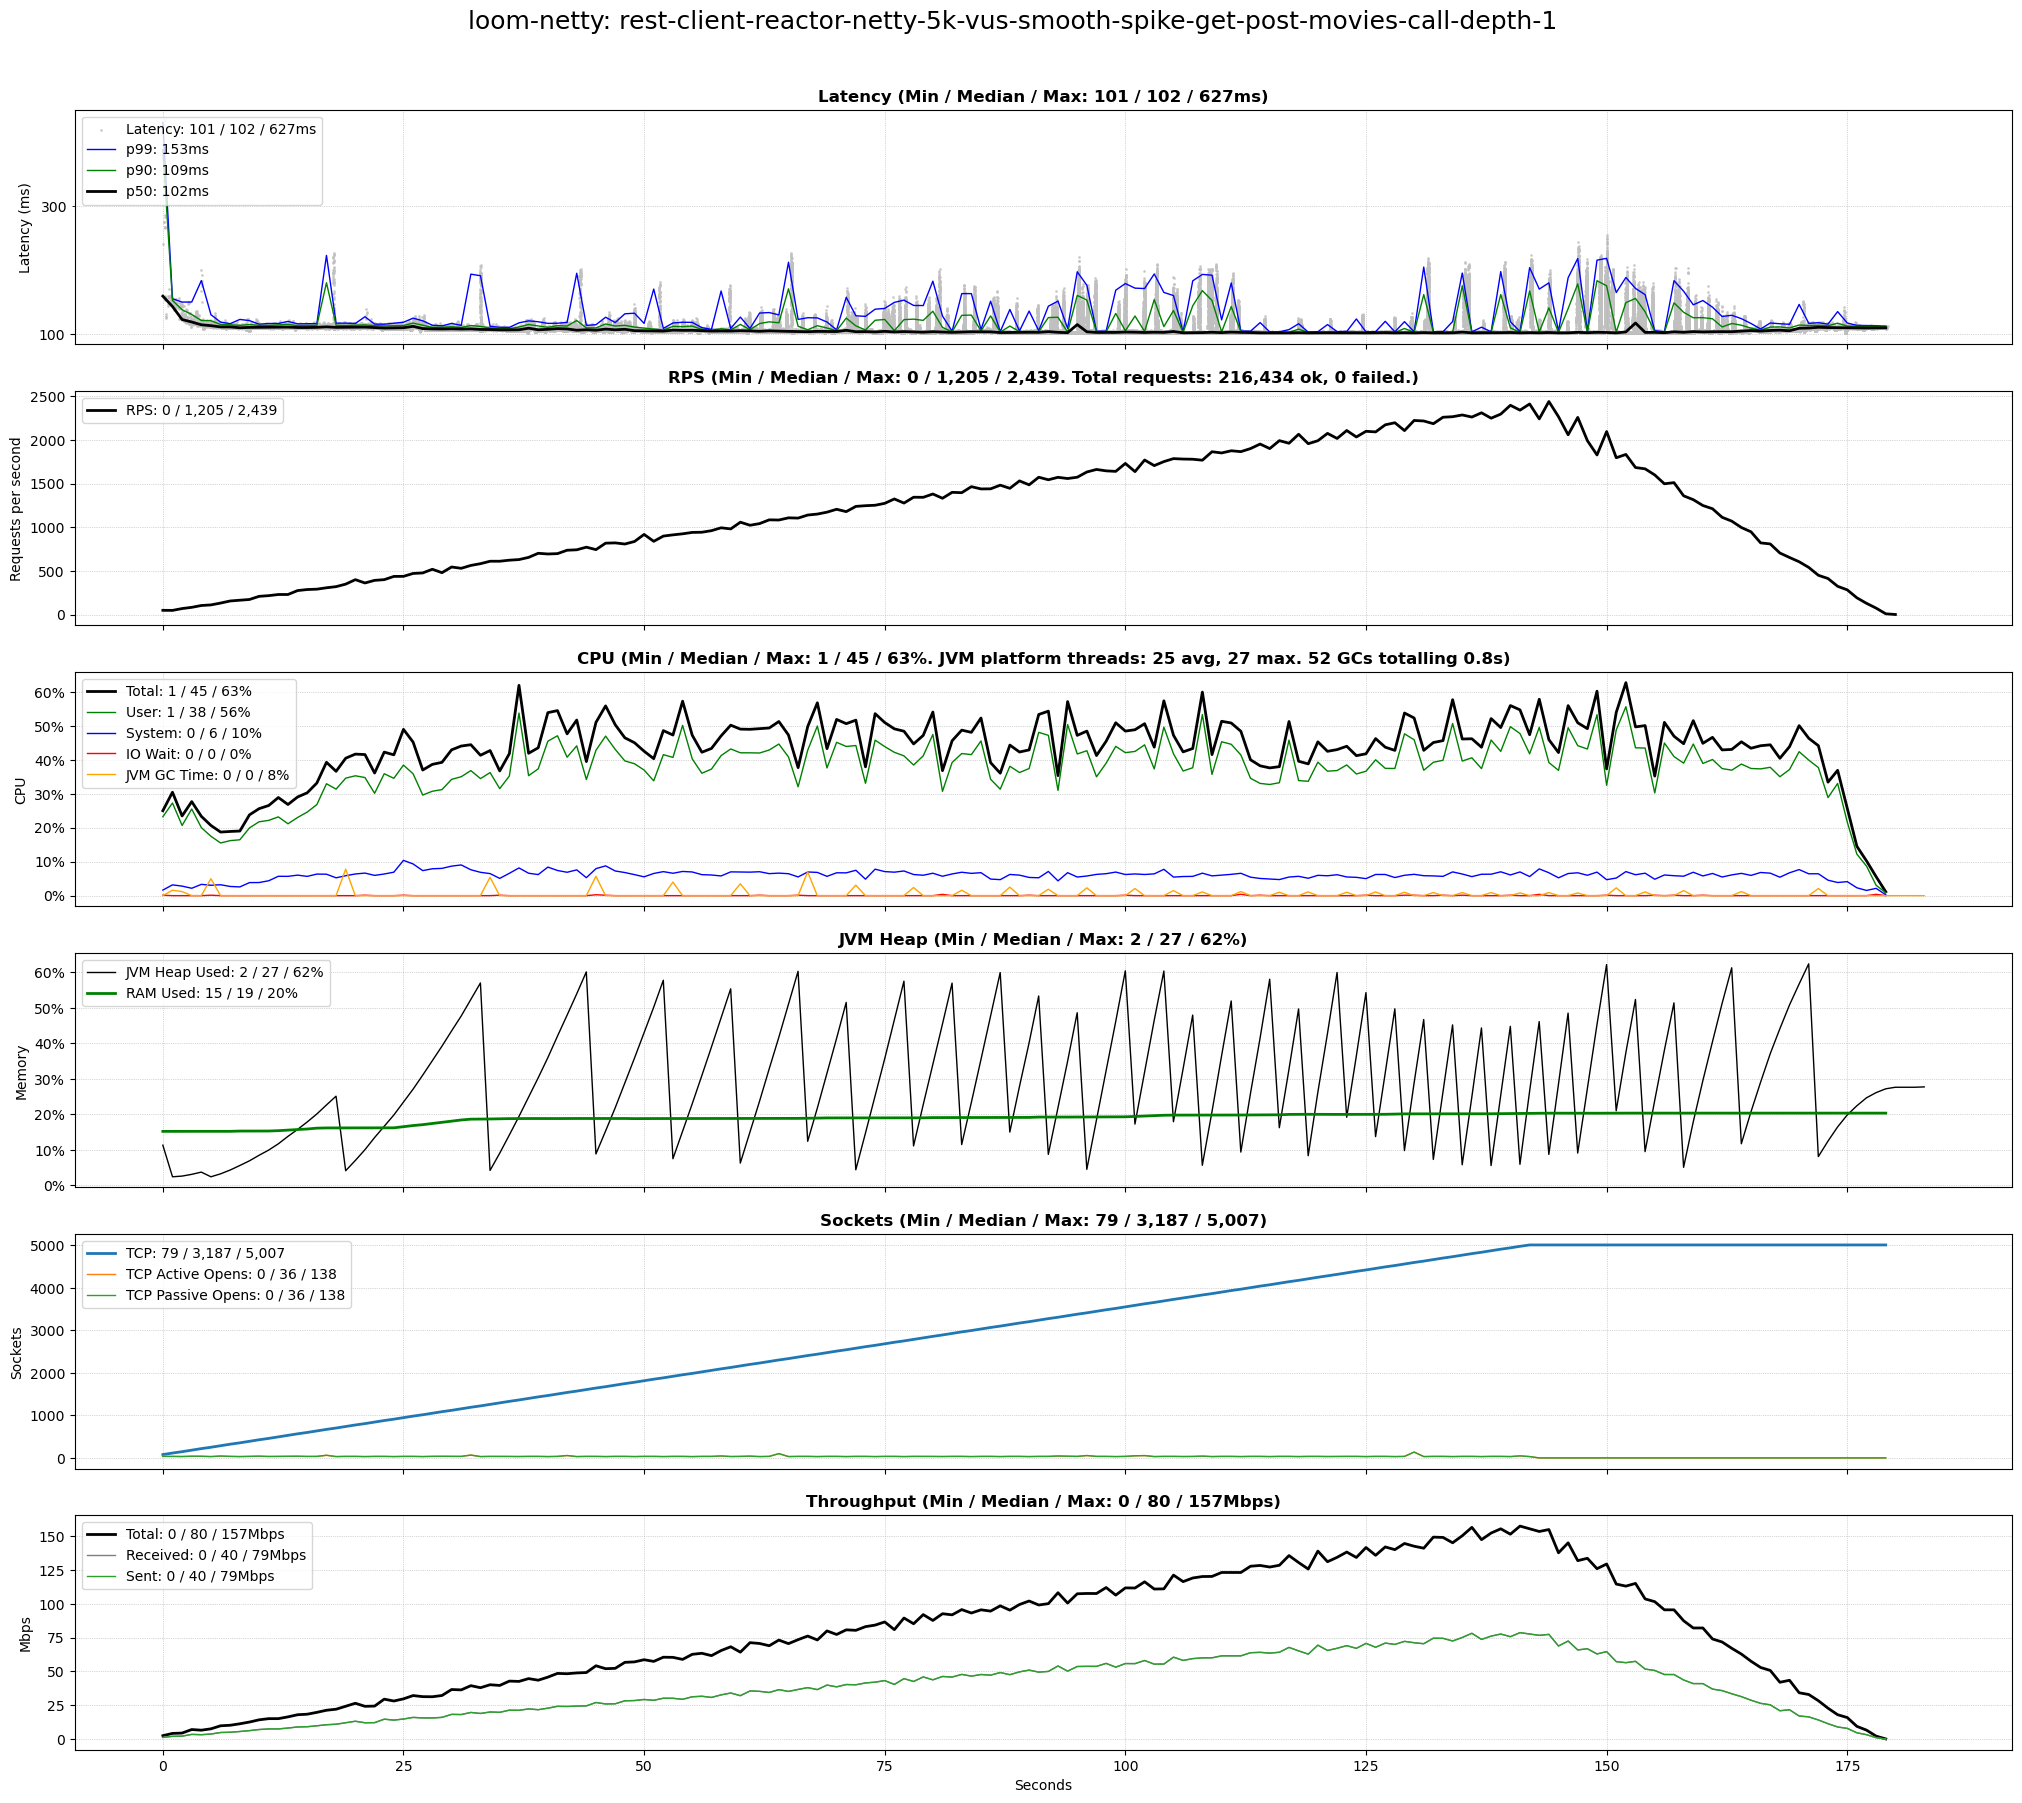 loom-netty: rest-client-reactor-netty-5k-vus-smooth-spike-get-post-movies-call-depth-1
Latency (Min / Median / Max: 101 / 102 / 627ms)
Latency: 101 / 102 / 627ms
p99: 153ms
p90: 109ms
p50: 102ms
Latency (ms)
300
100
RPS (Min / Median / Max: 0 / 1,205 / 2,439. Total requests: 216,434 ok, 0 failed.)
RPS: 0 / 1,205 / 2,439
Requests per second
2500
2000
1500
1000
500
0
CPU (Min / Median / Max: 1 / 45 / 63%. JVM platform threads: 25 avg, 27 max. 52 GCs totalling 0.8s)
Total: 1 / 45 / 63%
User: 1 / 38 / 56%
System: 0 / 6 / 10%
IO Wait: 0 / 0 / 0%
JVM GC Time: 0 / 0 / 8%
CPU
60%
50%
40%
30%
20%
10%
0%
JVM Heap (Min / Median / Max: 2 / 27 / 62%)
JVM Heap Used: 2 / 27 / 62%
RAM Used: 15 / 19 / 20%
Memory
60%
50%
40%
30%
20%
10%
0%
Sockets (Min / Median / Max: 79 / 3,187 / 5,007)
TCP: 79 / 3,187 / 5,007
TCP Active Opens: 0 / 36 / 138
TCP Passive Opens: 0 / 36 / 138
Sockets
5000
4000
3000
2000
1000
0
Throughput (Min / Median / Max: 0 / 80 / 157Mbps)
Total: 0 / 80 / 157Mbps
Received: 0 / 40 / 79Mbps
Sent: 0 / 40 / 79Mbps
Mbps
150
125
100
75
50
25
0
0 25 50 75 100 125 150 175
Seconds